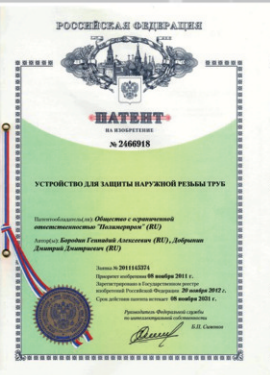 РОССИЙСКАЯ ФЕДЕРАЦИЯ
ПАТЕНТ
НА ИЗОБРЕТЕНИЕ
№ 2466918
УСТРОЙСТВО ДЛЯ ЗАЩИТЫ НАРУЖНОЙ РЕЗЬБЫ ТРУБ
Патентообладатель(ли): Общество с ограниченной
ответственностью "Полимертрон" (RU)
Автор(ы): Бородин Геннадий Алексеевич (RU), Добрынин
Дмитрий Дмитриевич (RU)
Заявка № 2011145374
Приоритет изобретения 08 ноября 2011 г.
Зарегистрировано в Государственном реестре
изобретений Российской Федерации 20 ноября 2012 г.
Срок действия патента истекает 08 ноября 2031 г.
Руководитель Федеральной службы
по интеллектуальной собственности
Б.П. Симонов